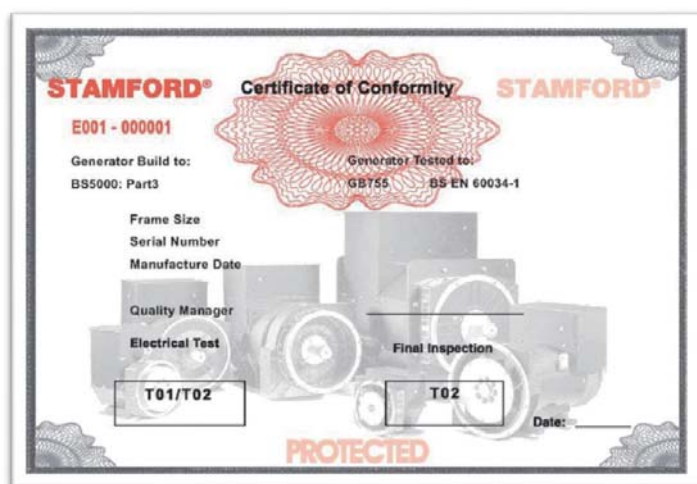 STAMFORD® Certificate of Conformity STAMFORD®
E001 - 000001
Generator Build to: Generator Tested to:
BS5000: Part3 GB755 BS EN 60034-1
Frame Size
Serial Number
Manufacture Date
Quality Manager
Electrical Test Final Inspection
T01/T02 T02
Date:
PROTECTED